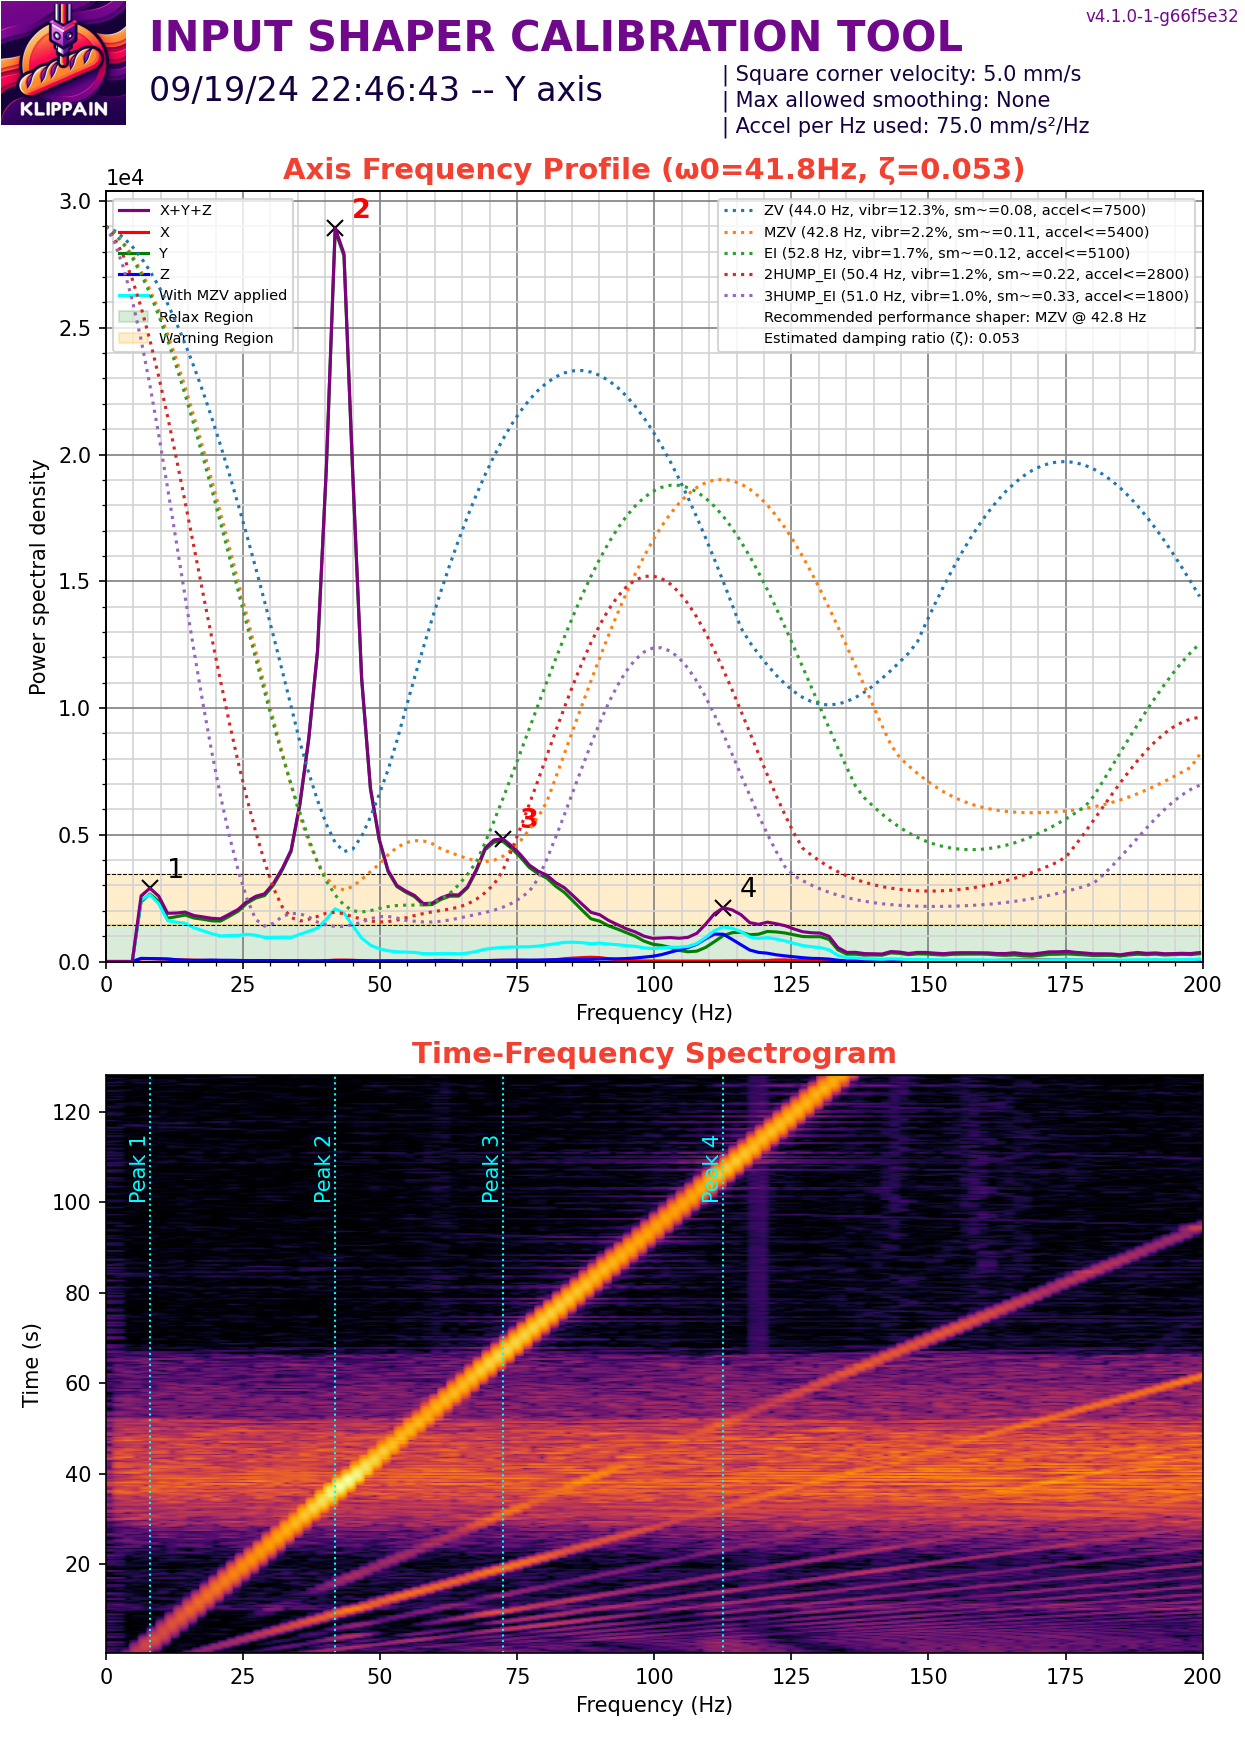 v4.1.0-1-g66f5e32
INPUT SHAPER CALIBRATION TOOL
KLIPPAIN
09/19/24 22:46:43 -- Y axis
| Square corner velocity: 5.0 mm/s
| Max allowed smoothing: None
| Accel per Hz used: 75.0 mm/s²/Hz
Axis Frequency Profile (ω0=41.8Hz, ζ=0.053)
1e4
X+Y+Z
X
Y
Z
With MZV applied
Relax Region
Warning Region
ZV (44.0 Hz, vibr=12.3%, sm~=0.08, accel<=7500)
MZV (42.8 Hz, vibr=2.2%, sm~=0.11, accel<=5400)
EI (52.8 Hz, vibr=1.7%, sm~=0.12, accel<=5100)
2HUMP_EI (50.4 Hz, vibr=1.2%, sm~=0.22, accel<=2800)
3HUMP_EI (51.0 Hz, vibr=1.0%, sm~=0.33, accel<=1800)
Recommended performance shaper: MZV @ 42.8 Hz
Estimated damping ratio (ζ): 0.053
1
2
3
4
3.0
2.5
2.0
1.5
1.0
0.5
0.0
Power spectral density
0 25 50 75 100 125 150 175 200
Frequency (Hz)
Time-Frequency Spectrogram
Peak 1
Peak 2
Peak 3
Peak 4
120
100
80
60
40
20
Time (s)
0 25 50 75 100 125 150 175 200
Frequency (Hz)